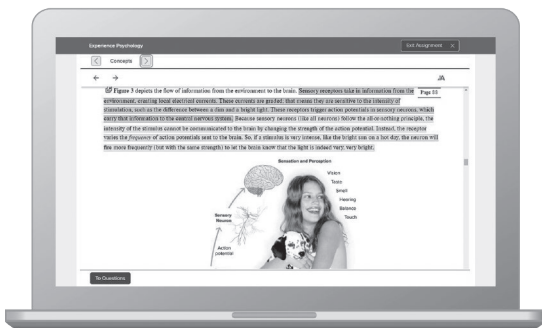 Experience Psychology
Exit Assignment X
< Concepts >
Figure 3 depicts the flow of information from the environment to the brain. Sensory receptors take in information from the
Page 93
environment, creating local electrical currents. These currents are graded; that means they are sensitive to the intensity of
stimulation, such as the difference between a dim and a bright light. These receptors trigger action potentials in sensory neurons, which
carry that information to the central nervous system. Because sensory neurons (like all neurons) follow the all-or-nothing principle, the
intensity of the stimulus cannot be communicated to the brain by changing the strength of the action potential. Instead, the receptor
varies the frequency of action potentials sent to the brain. So, if a stimulus is very intense, like the bright sun on a hot day, the neuron will
fire more frequently (but with the same strength) to let the brain know that the light is indeed very, very bright.
Sensation and Perception
Vision
Taste
Smell
Hearing
Balance
Touch
Sensory
Neuron
Action
potential
To Questions